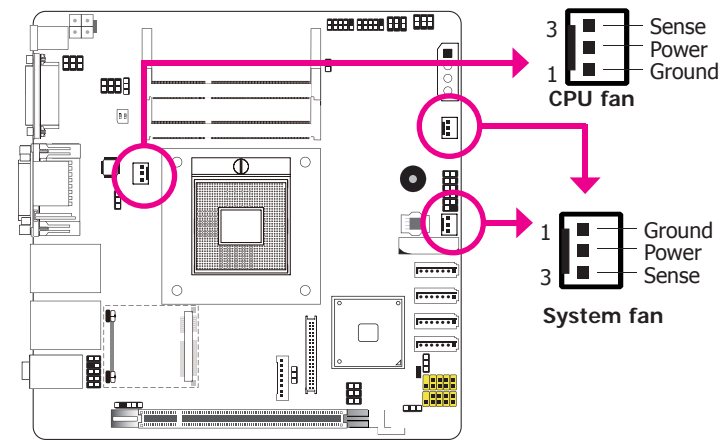 3
Sense
Power
1
Ground
CPU fan
1
Ground
Power
3
Sense
System fan